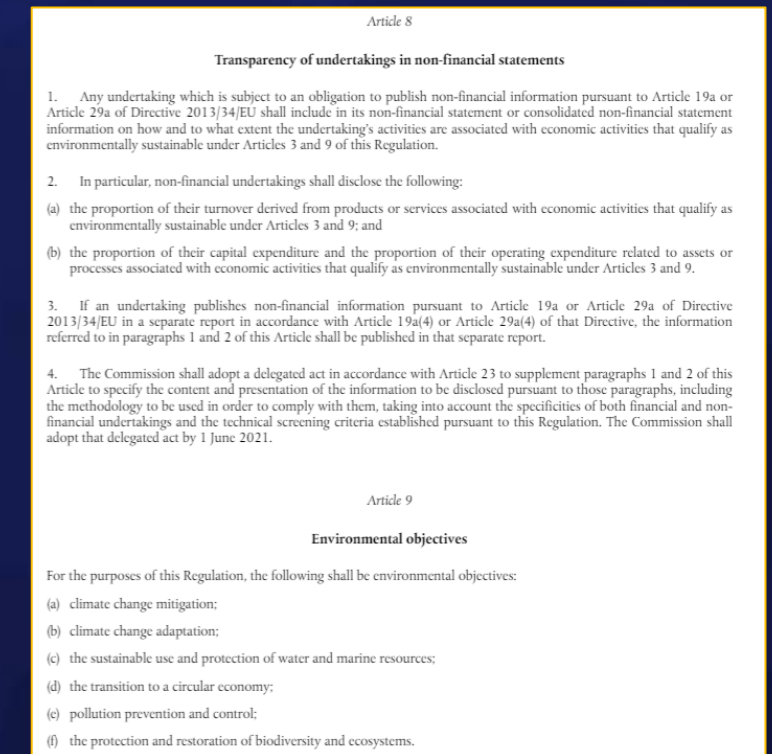 Article 8
Transparency of undertakings in non-financial statements
1. Any undertaking which is subject to an obligation to publish non-financial information pursuant to Article 19a or
Article 29a of Directive 2013/34/EU shall include in its non-financial statement or consolidated non-financial statement
information on how and to what extent the undertaking's activities are associated with economic activities that qualify as
environmentally sustainable under Articles 3 and 9 of this Regulation.
2. In particular, non-financial undertakings shall disclose the following:
(a) the proportion of their turnover derived from products or services associated with economic activities that qualify as
environmentally sustainable under Articles 3 and 9; and
(b) the proportion of their capital expenditure and the proportion of their operating expenditure related to assets or
processes associated with economic activities that qualify as environmentally sustainable under Articles 3 and 9.
3. If an undertaking publishes non-financial information pursuant to Article 19a or Article 29a of Directive
2013/34/EU in a separate report in accordance with Article 19a(4) or Article 29a(4) of that Directive, the information
referred to in paragraphs 1 and 2 of this Article shall be published in that separate report.
4. The Commission shall adopt a delegated act in accordance with Article 23 to supplement paragraphs 1 and 2 of this
Article to specify the content and presentation of the information to be disclosed pursuant to those paragraphs, including
the methodology to be used in order to comply with them, taking into account the specificities of both financial and non-
financial undertakings and the technical screening criteria established pursuant to this Regulation. The Commission shall
adopt that delegated act by 1 June 2021.
Article 9
Environmental objectives
For the purposes of this Regulation, the following shall be environmental objectives:
(a) climate change mitigation;
(b) climate change adaptation;
(c) the sustainable use and protection of water and marine resources;
(d) the transition to a circular economy;
(e) pollution prevention and control;
(f) the protection and restoration of biodiversity and ecosystems.